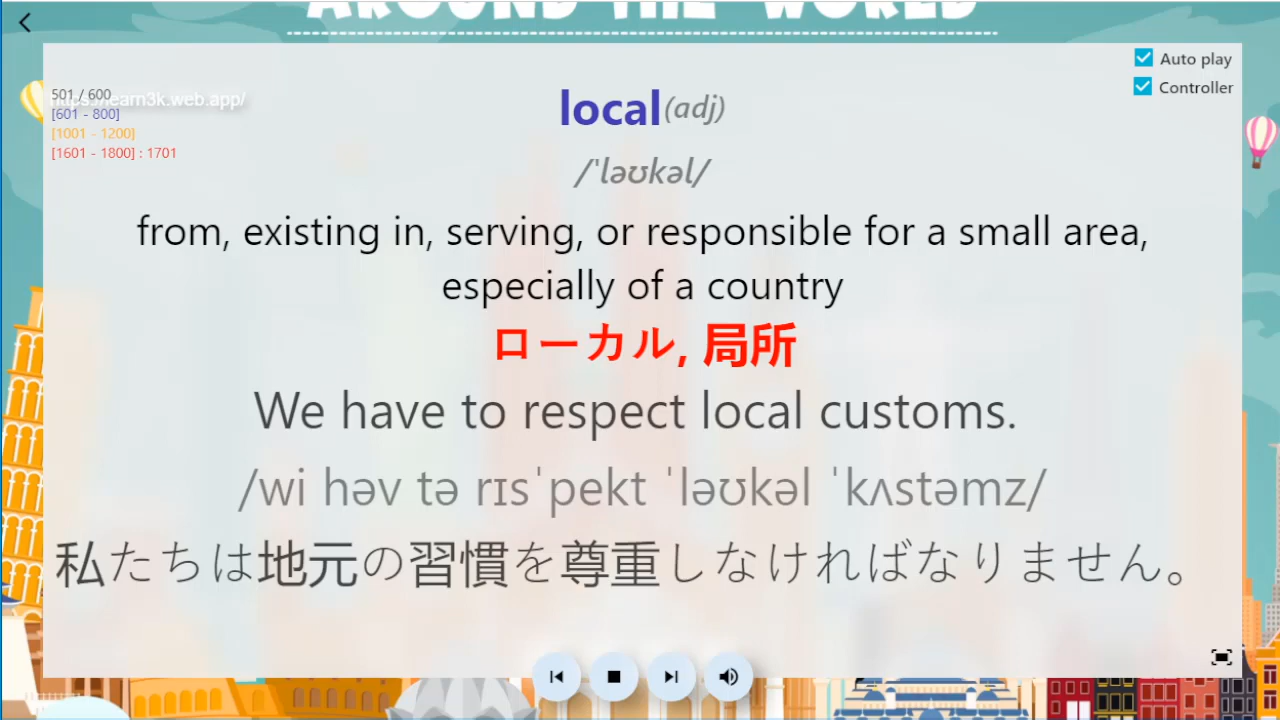 AROUND THE WORLD
Auto play
Controller
501 / 600
https://learn3k.web.app/
[601 - 800]
[1001 - 1200]
[1601 - 1800] : 1701
local(adj)
/ˈləʊkəl/
from, existing in, serving, or responsible for a small area,
especially of a country
ローカル, 局所
We have to respect local customs.
/wi həv tə rɪsˈpekt ˈləʊkəl ˈkʌstəmz/
私たちは地元の習慣を尊重しなければなりません。